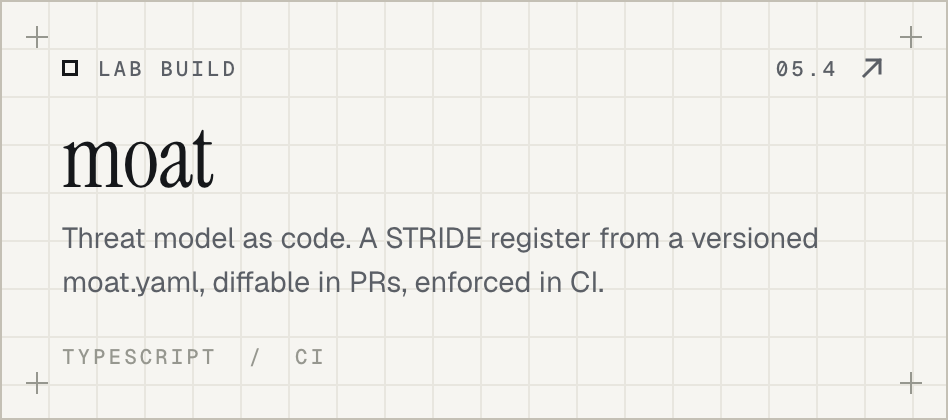 LAB BUILD 05.4
moat
Threat model as code. A STRIDE register from a versioned
moat.yaml, diffable in PRs, enforced in CI.
TYPESCRIPT / CI